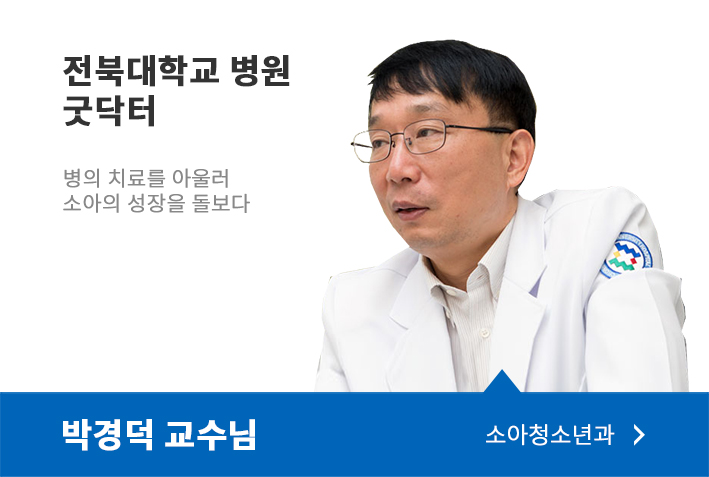 전북대학교 병원
굿닥터
병의 치료를 아울러
소아의 성장을 돌보다
박경덕 교수님
소아청소년과